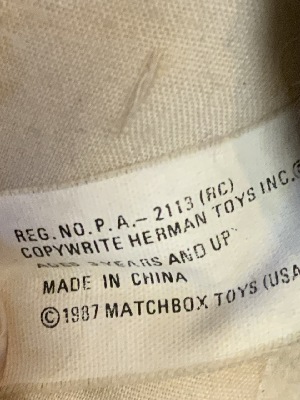 REG. NO. P. A. – 2113 (RC)
COPYWRITE HERMAN TOYS INC.©
AGES 3 YEARS AND UP
MADE IN CHINA
© 1987 MATCHBOX TOYS (USA